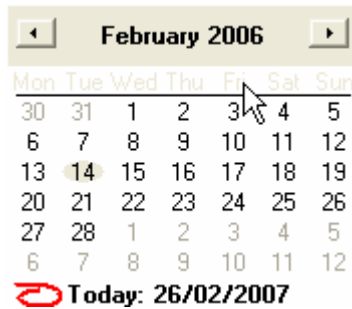 February 2006
Mon Tue Wed Thu Fri Sat Sun
30 31 1 2 3 4 5
6 7 8 9 10 11 12
13 14 15 16 17 18 19
20 21 22 23 24 25 26
27 28 1 2 3 4 5
6 7 8 9 10 11 12
Today: 26/02/2007